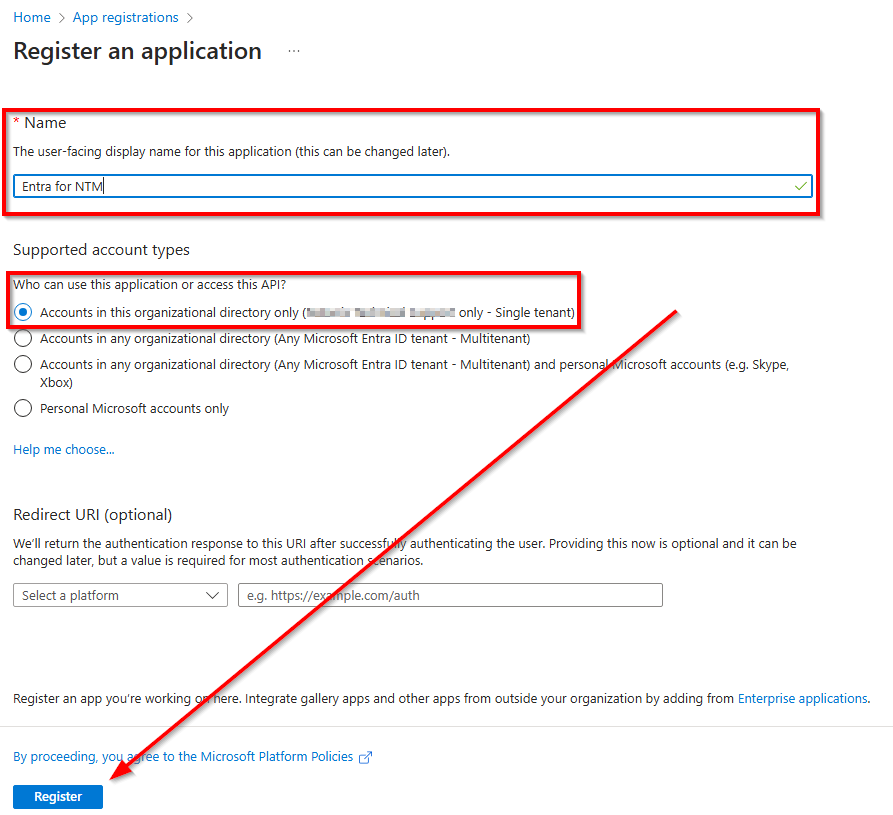 Home > App registrations >
Register an application ...
* Name
The user-facing display name for this application (this can be changed later).
Entra for NTM
Supported account types
Who can use this application or access this API?
Accounts in this organizational directory only ( only - Single tenant)
Accounts in any organizational directory (Any Microsoft Entra ID tenant - Multitenant)
Accounts in any organizational directory (Any Microsoft Entra ID tenant - Multitenant) and personal Microsoft accounts (e.g. Skype,
Xbox)
Personal Microsoft accounts only
Help me choose...
Redirect URI (optional)
We'll return the authentication response to this URI after successfully authenticating the user. Providing this now is optional and it can be
changed later, but a value is required for most authentication scenarios.
Select a platform
e.g. https://example.com/auth
Register an app you're working on here. Integrate gallery apps and other apps from outside your organization by adding from Enterprise applications.
By proceeding, you agree to the Microsoft Platform Policies
Register